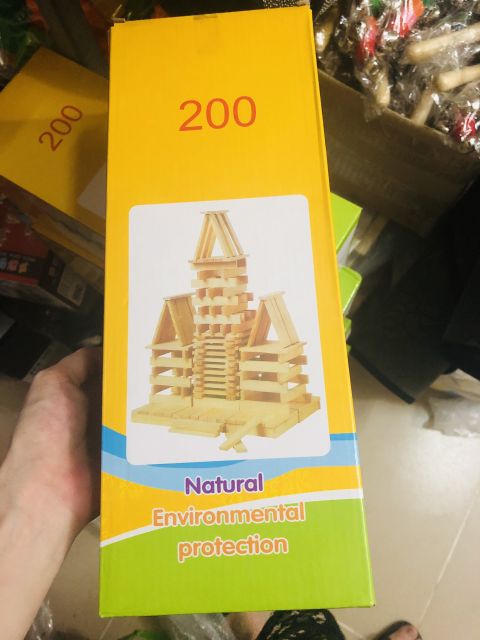 200
200
Natural
Environmental
protection